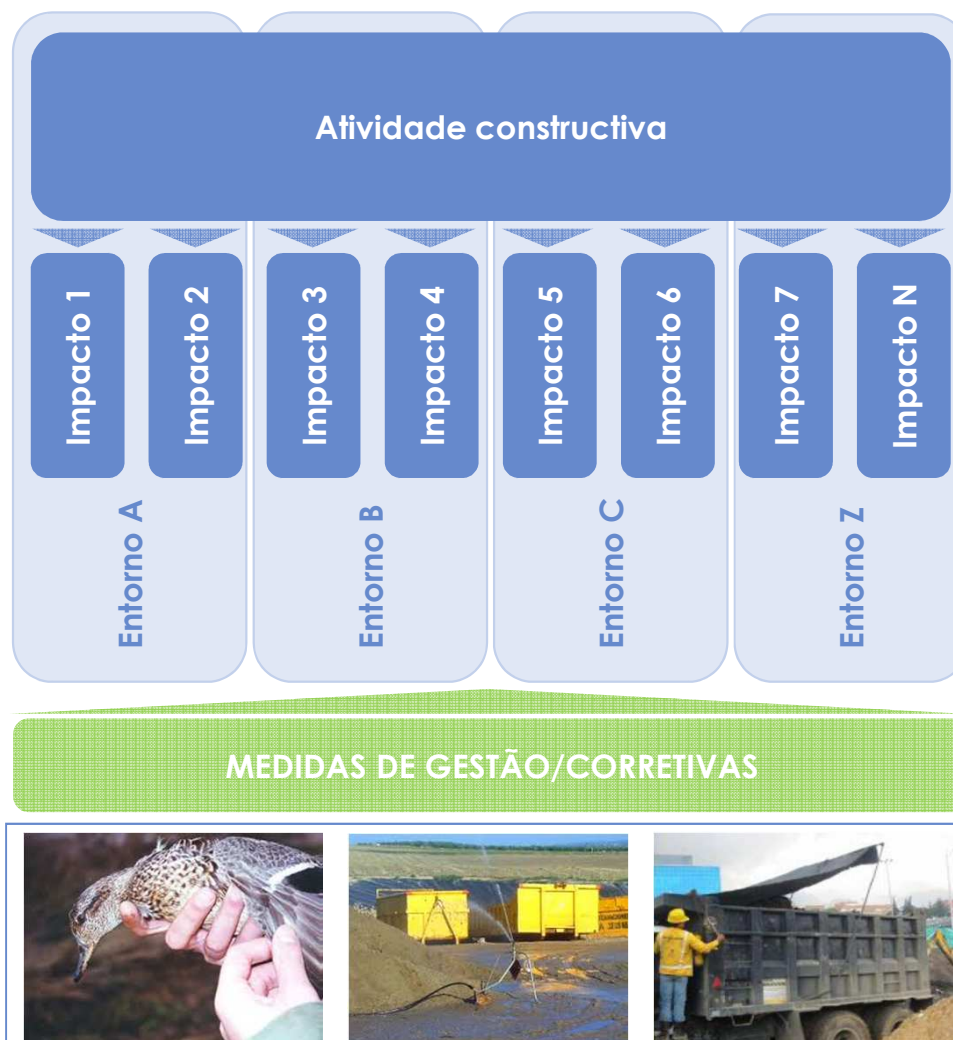 Atividade constructiva
Impacto 1
Impacto 2
Impacto 3
Impacto 4
Impacto 5
Impacto 6
Impacto 7
Impacto N
Entorno A
Entorno B
Entorno C
Entorno Z
MEDIDAS DE GESTÃO/CORRETIVAS